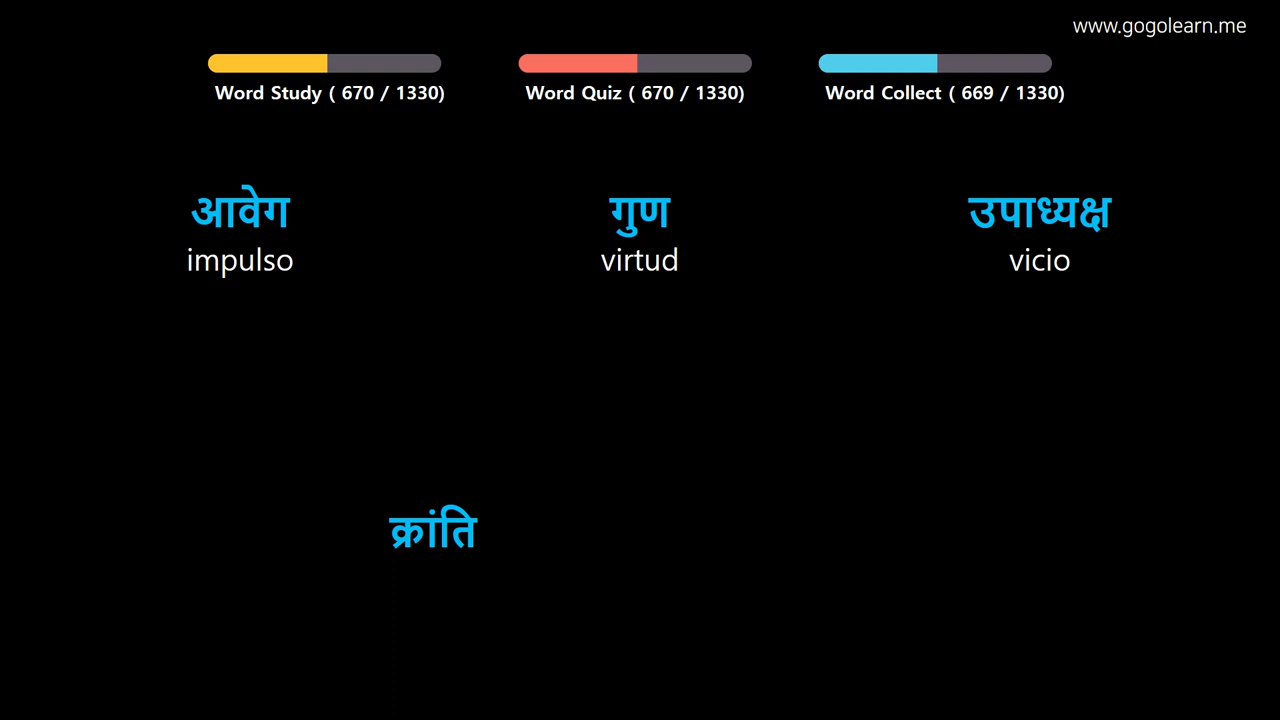 www.gogolearn.me
Word Study ( 670 / 1330)
Word Quiz ( 670 / 1330)
Word Collect ( 669 / 1330)
आवेग
impulso
गुण
virtud
उपाध्यक्ष
vicio
क्रांति